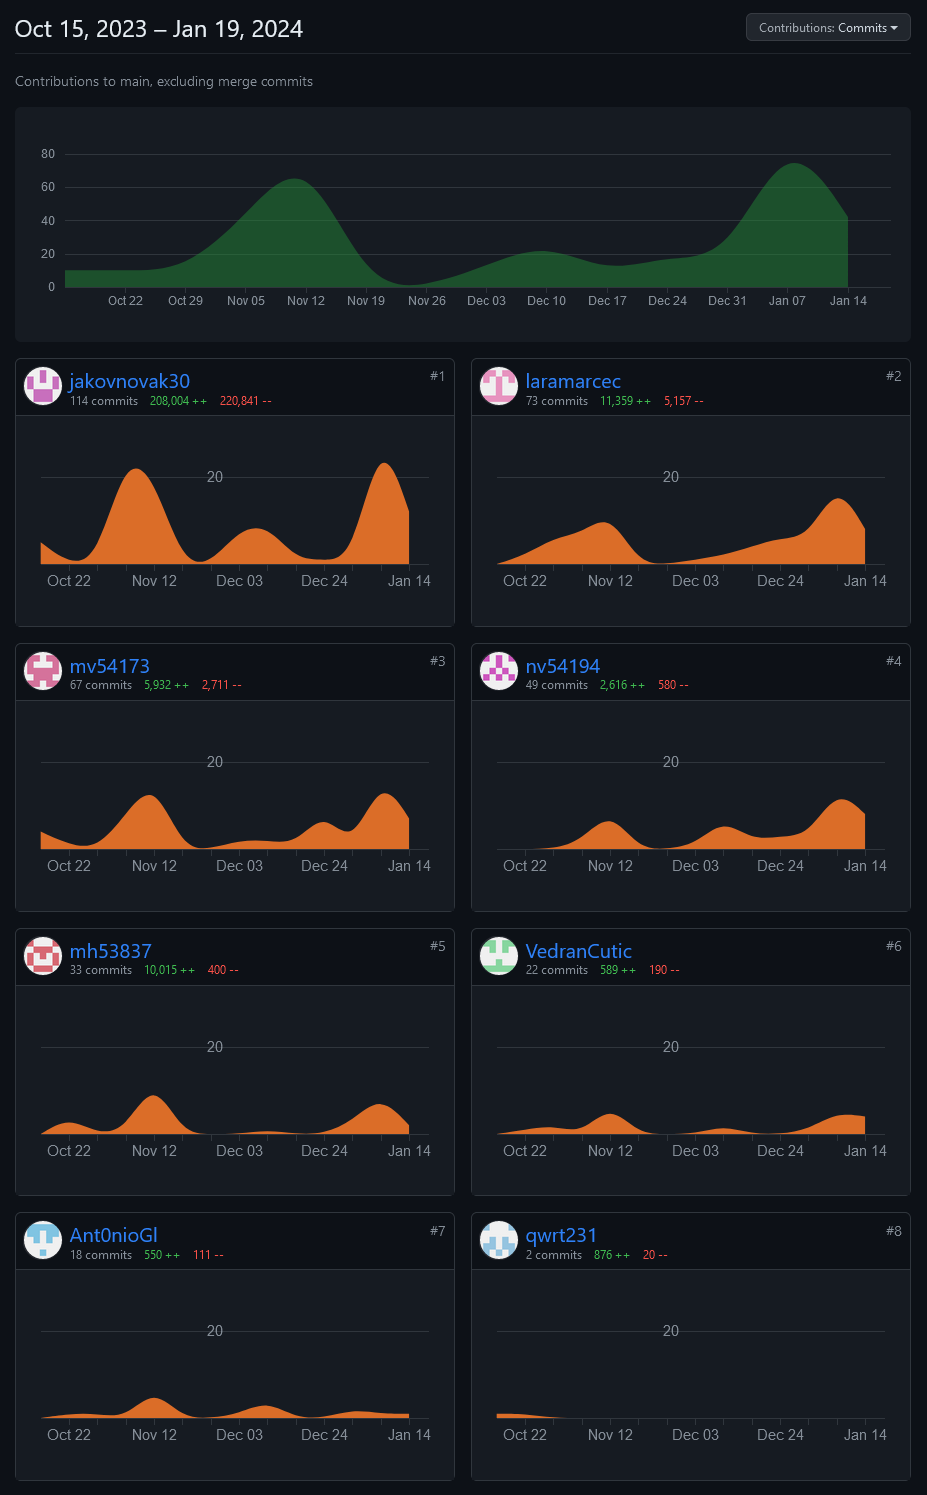 Oct 15, 2023 – Jan 19, 2024
Contributions: Commits
Contributions to main, excluding merge commits
80
60
40
20
0
Oct 22 Oct 29 Nov 05 Nov 12 Nov 19 Nov 26 Dec 03 Dec 10 Dec 17 Dec 24 Dec 31 Jan 07 Jan 14
jakovnovak30 #1
114 commits 208,004 ++ 220,841 --
20
Oct 22 Nov 12 Dec 03 Dec 24 Jan 14
laramarcec #2
73 commits 11,359 ++ 5,157 --
20
Oct 22 Nov 12 Dec 03 Dec 24 Jan 14
mv54173 #3
67 commits 5,932 ++ 2,711 --
20
Oct 22 Nov 12 Dec 03 Dec 24 Jan 14
nv54194 #4
49 commits 2,616 ++ 580 --
20
Oct 22 Nov 12 Dec 03 Dec 24 Jan 14
mh53837 #5
33 commits 10,015 ++ 400 --
20
Oct 22 Nov 12 Dec 03 Dec 24 Jan 14
VedranCutic #6
22 commits 589 ++ 190 --
20
Oct 22 Nov 12 Dec 03 Dec 24 Jan 14
Ant0nioGl #7
18 commits 550 ++ 111 --
20
Oct 22 Nov 12 Dec 03 Dec 24 Jan 14
qwrt231 #8
2 commits 876 ++ 20 --
20
Oct 22 Nov 12 Dec 03 Dec 24 Jan 14